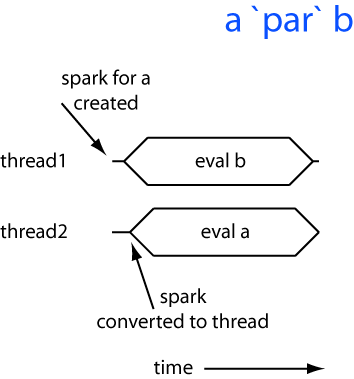 a `par` b
spark for a
created
thread1
eval b
thread2
eval a
spark
converted to thread
time